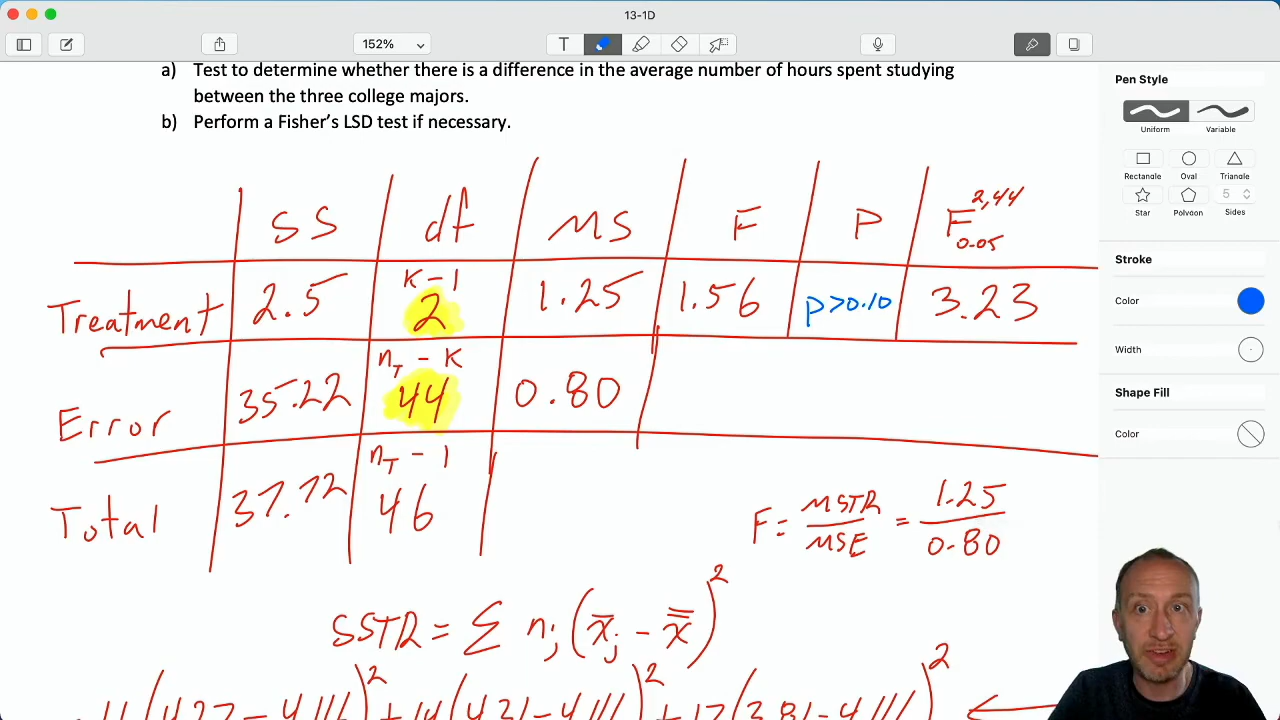 13-1D
152%
T
a) Test to determine whether there is a difference in the average number of hours spent studying
between the three college majors.
b) Perform a Fisher's LSD test if necessary.
Pen Style
Uniform Variable
Rectangle Oval Triangle
5
Star Polygon Sides
Stroke
Color
Width
Shape Fill
Color
SS df MS F P F 2,44 0.05
Treatment 2.5 K-1 2 1.25 1.56 p>0.10 3.23
Error 35.22 nT - K 44 0.80
Total 37.72 nT - 1 46
F = MSTR/MSE = 1.25/0.80
SSTR = Σ nj (x̄j - x̿)²